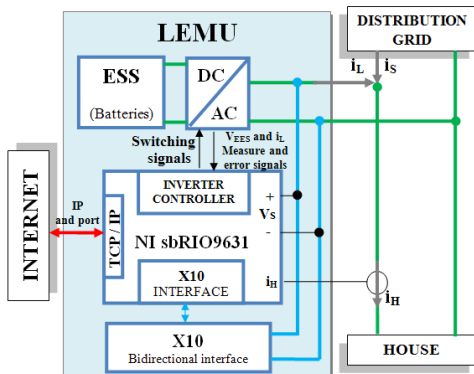 LEMU
DISTRIBUTION
GRID
ESS
(Batteries)
DC
AC
iL
iS
Switching
signals
VEES and iL
Measure and
error signals
INTERNET
IP
and port
TCP / IP
INVERTER
CONTROLLER
+
Vs
-
NI sbRIO9631
X10
INTERFACE
iH
iH
X10
Bidirectional interface
HOUSE